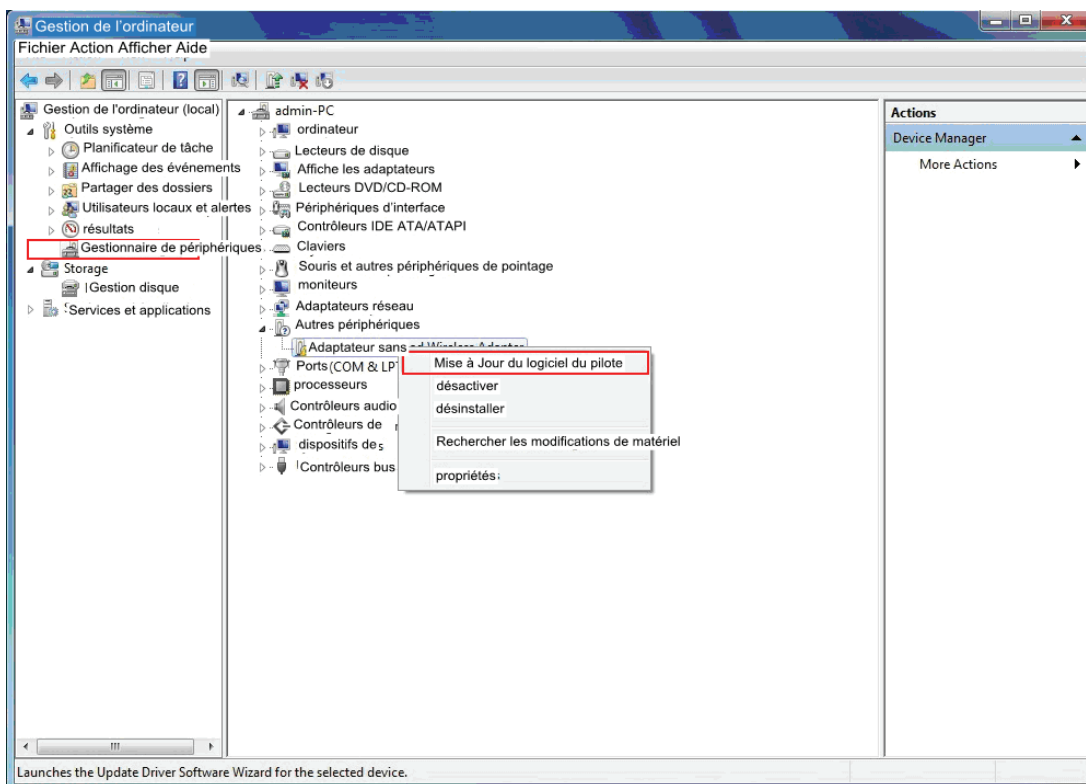 Gestion de l'ordinateur
Fichier Action Afficher Aide
Gestion de l'ordinateur (local)
Outils système
Planificateur de tâche
Affichage des événements
Partager des dossiers
Utilisateurs locaux et alertes
résultats
Gestionnaire de périphériques
Storage
Gestion disque
Services et applications
admin-PC
ordinateur
Lecteurs de disque
Affiche les adaptateurs
Lecteurs DVD/CD-ROM
Périphériques d'interface
Contrôleurs IDE ATA/ATAPI
Claviers
Souris et autres périphériques de pointage
moniteurs
Adaptateurs réseau
Autres périphériques
Adaptateur sans
Ports (COM & LPT
processeurs
Contrôleurs audio
Contrôleurs de
dispositifs de
Contrôleurs bus
Mise à Jour du logiciel du pilote
désactiver
désinstaller
Rechercher les modifications de matériel
propriétés
Actions
Device Manager
More Actions
Launches the Update Driver Software Wizard for the selected device.